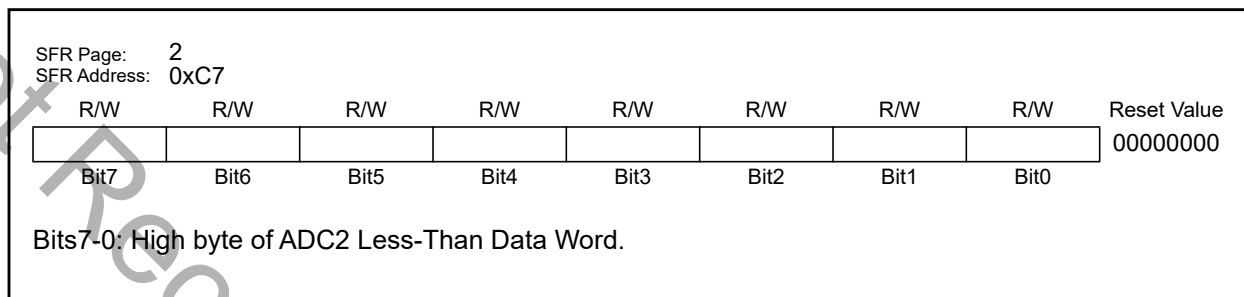 SFR Page: 2
SFR Address: 0xC7
R/W R/W R/W R/W R/W R/W R/W R/W Reset Value
00000000
Bit7 Bit6 Bit5 Bit4 Bit3 Bit2 Bit1 Bit0
Bits7-0: High byte of ADC2 Less-Than Data Word.